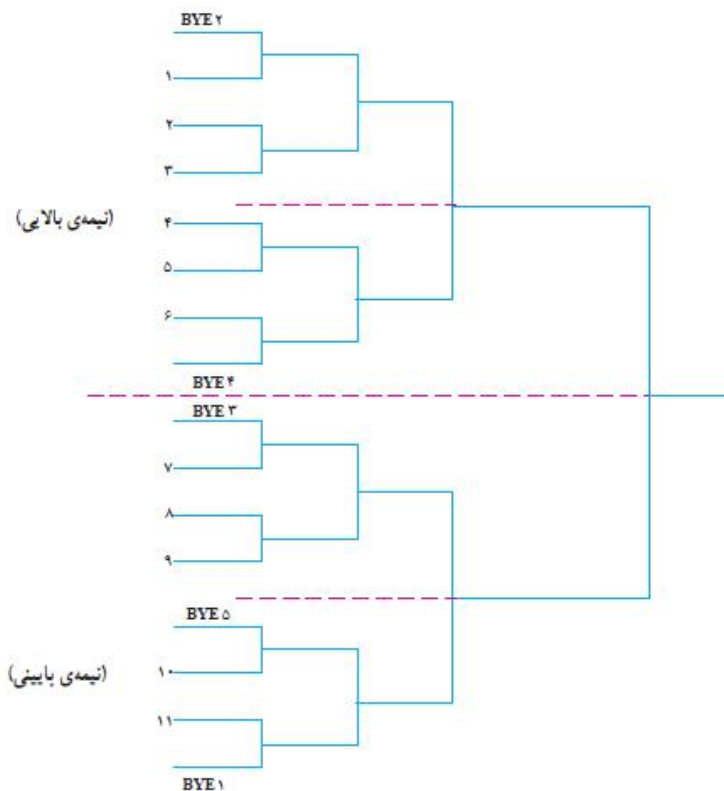 BYE ۲
۱
۲
۳
(نیمه‌ی بالایی)
۴
۵
۶
BYE ۴
BYE ۳
۷
۸
۹
BYE ۵
(نیمه‌ی پایینی)
۱۰
۱۱
BYE ۱